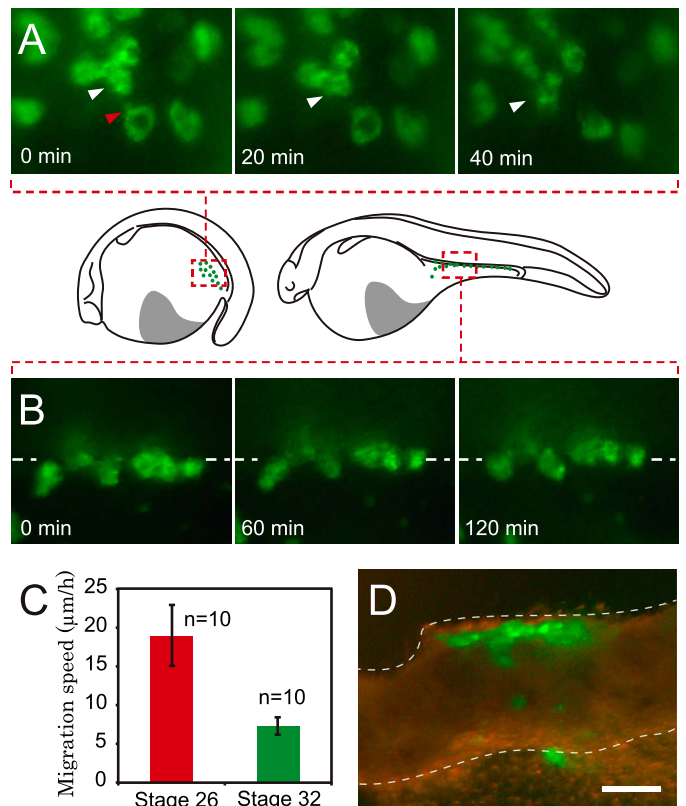 A
0 min
20 min
40 min
B
0 min
60 min
120 min
C
Migration speed (μm/h)
25
20
15
10
5
0
n=10
n=10
Stage 26
Stage 32
D